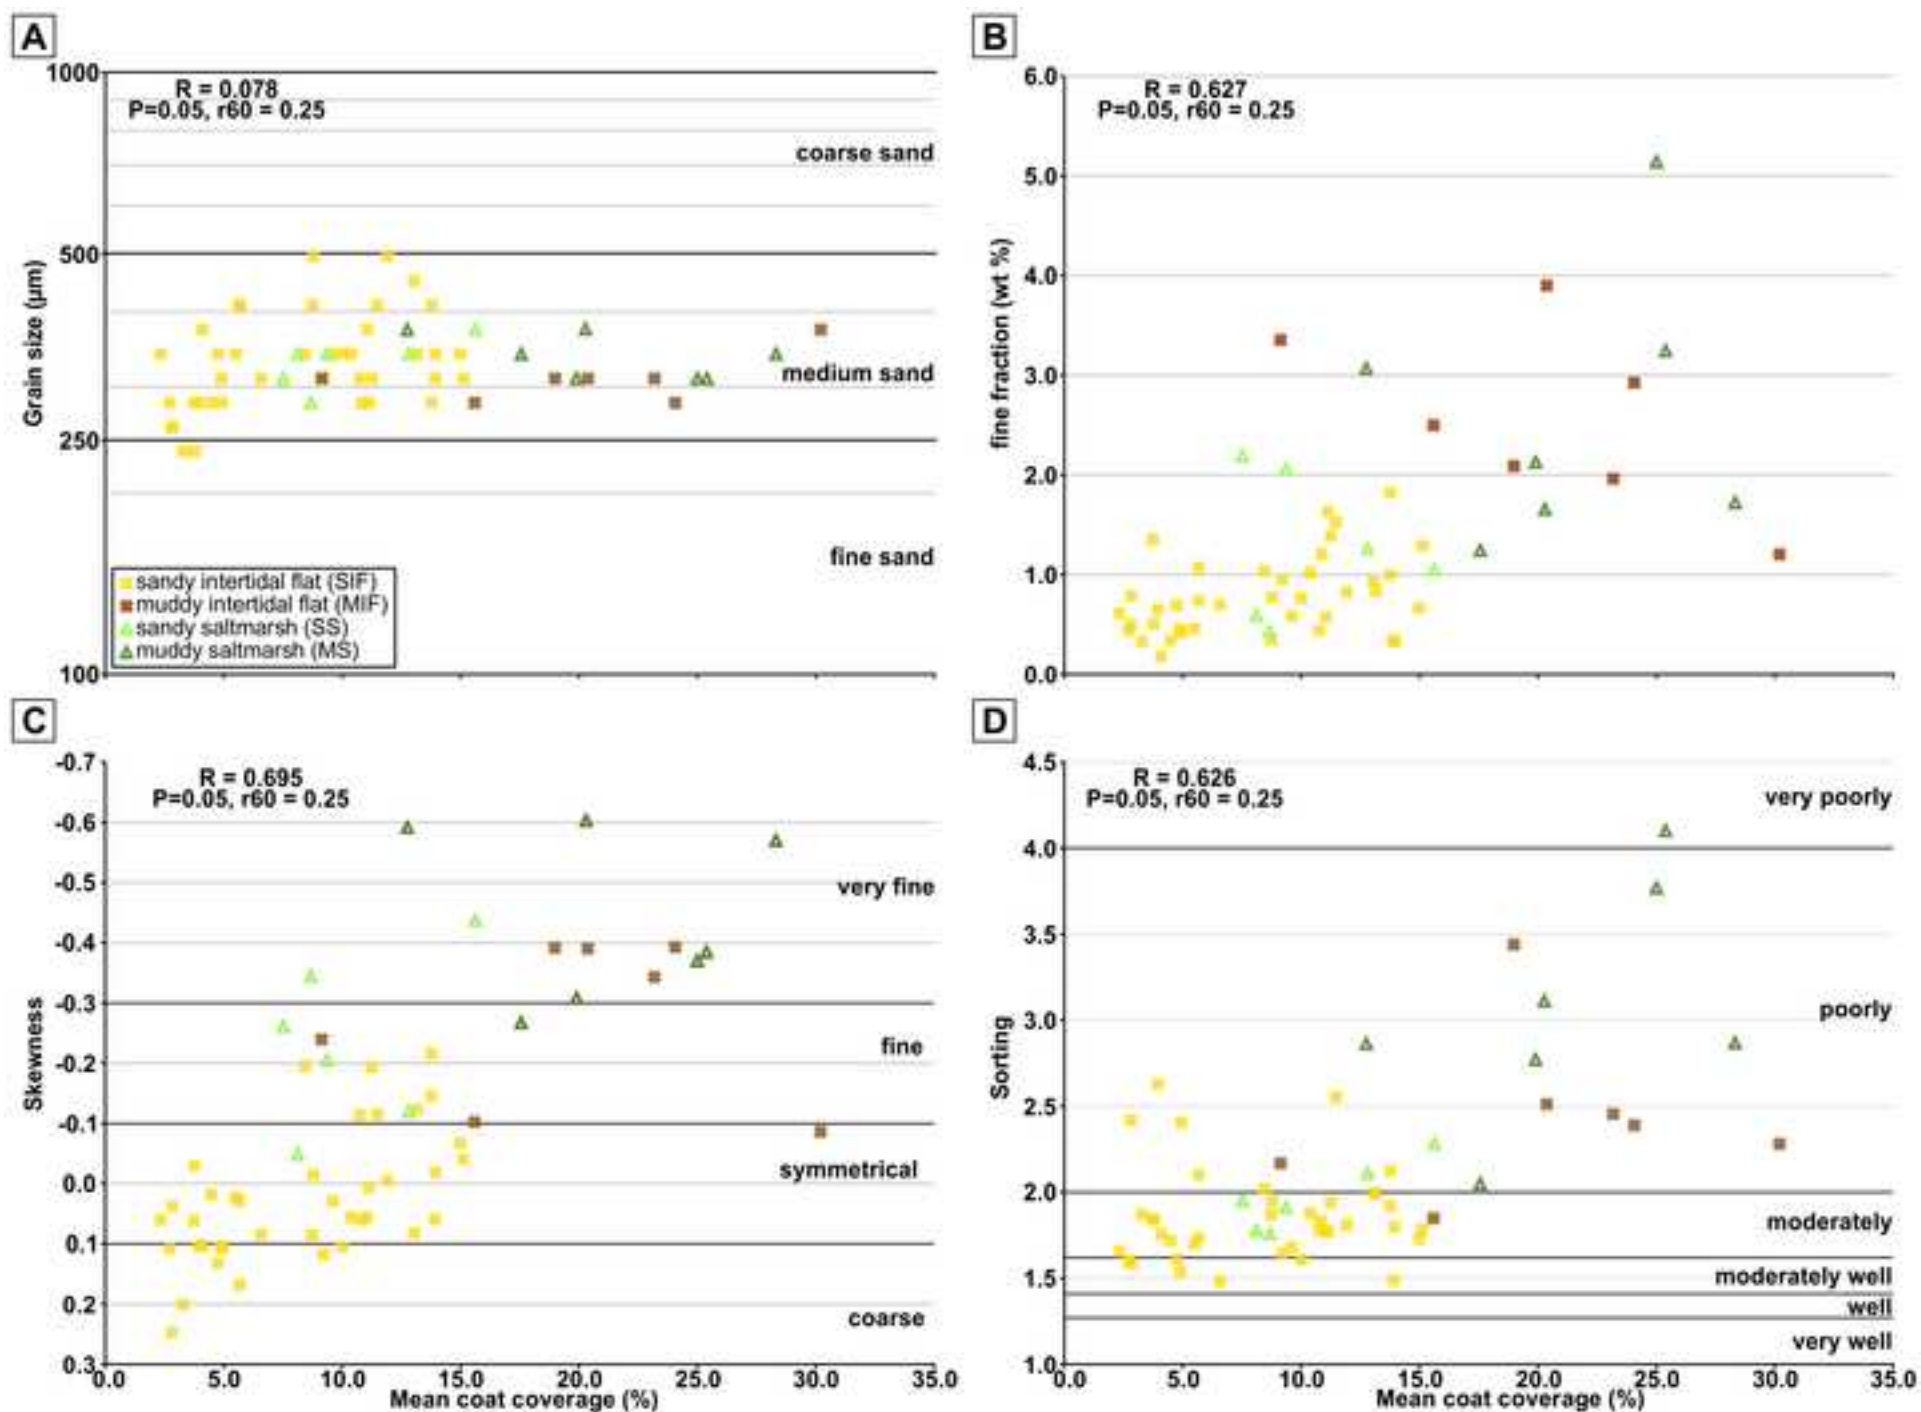 A
1000
R = 0.078
P=0.05, r60 = 0.25
coarse sand
500
Grain size (µm)
medium sand
250
fine sand
sandy intertidal flat (SIF)
muddy intertidal flat (MIF)
sandy saltmarsh (SS)
muddy saltmarsh (MS)
100
B
6.0
R = 0.627
P=0.05, r60 = 0.25
5.0
4.0
fine fraction (wt %)
3.0
2.0
1.0
0.0
C
-0.7
R = 0.695
P=0.05, r60 = 0.25
-0.6
very fine
-0.5
-0.4
-0.3
Skewness
fine
-0.2
-0.1
symmetrical
0.0
0.1
0.2
coarse
0.3
0.0 5.0 10.0 15.0 20.0 25.0 30.0 35.0
Mean coat coverage (%)
D
4.5
R = 0.626
P=0.05, r60 = 0.25
very poorly
4.0
3.5
poorly
3.0
Sorting
2.5
2.0
moderately
moderately well
1.5
well
very well
1.0
0.0 5.0 10.0 15.0 20.0 25.0 30.0 35.0
Mean coat coverage (%)